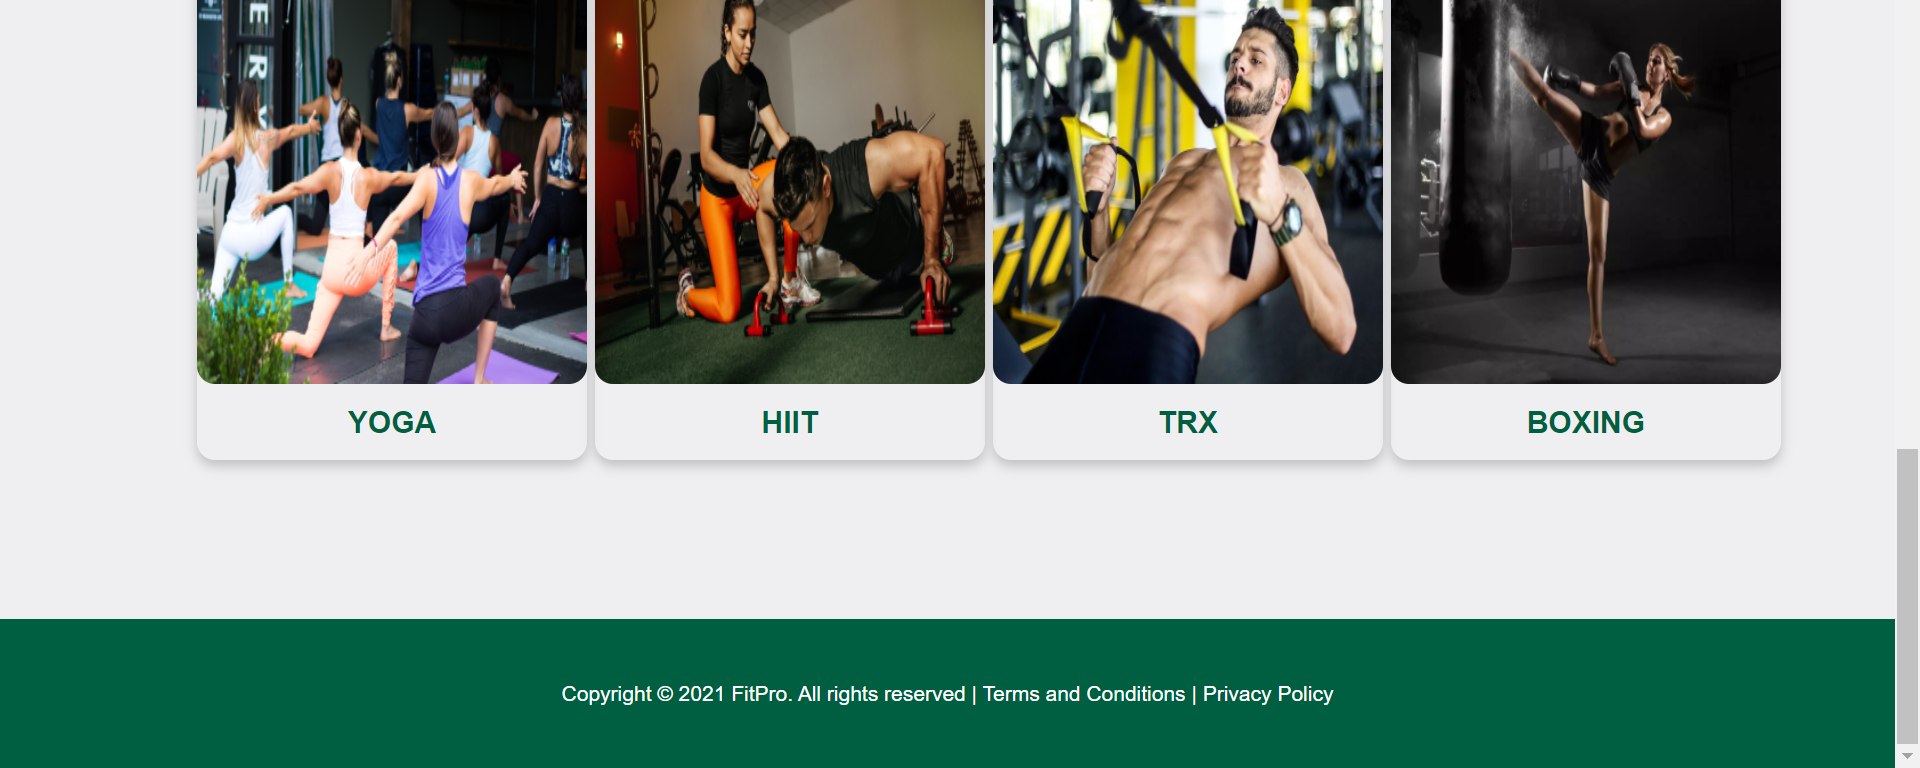 YOGA
HIIT
TRX
BOXING
Copyright © 2021 FitPro. All rights reserved | Terms and Conditions | Privacy Policy